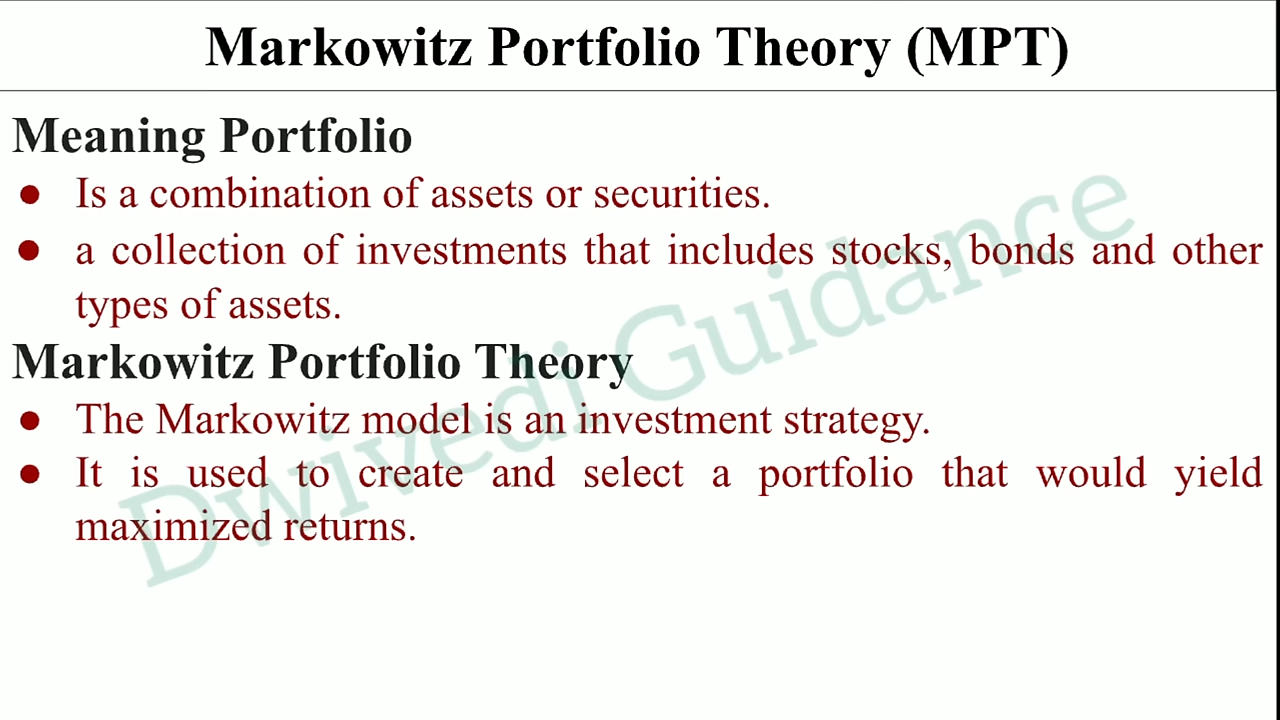 Markowitz Portfolio Theory (MPT)
Meaning Portfolio
● Is a combination of assets or securities.
● a collection of investments that includes stocks, bonds and other
types of assets.
Markowitz Portfolio Theory
● The Markowitz model is an investment strategy.
● It is used to create and select a portfolio that would yield
maximized returns.
Dwivedi Guidance